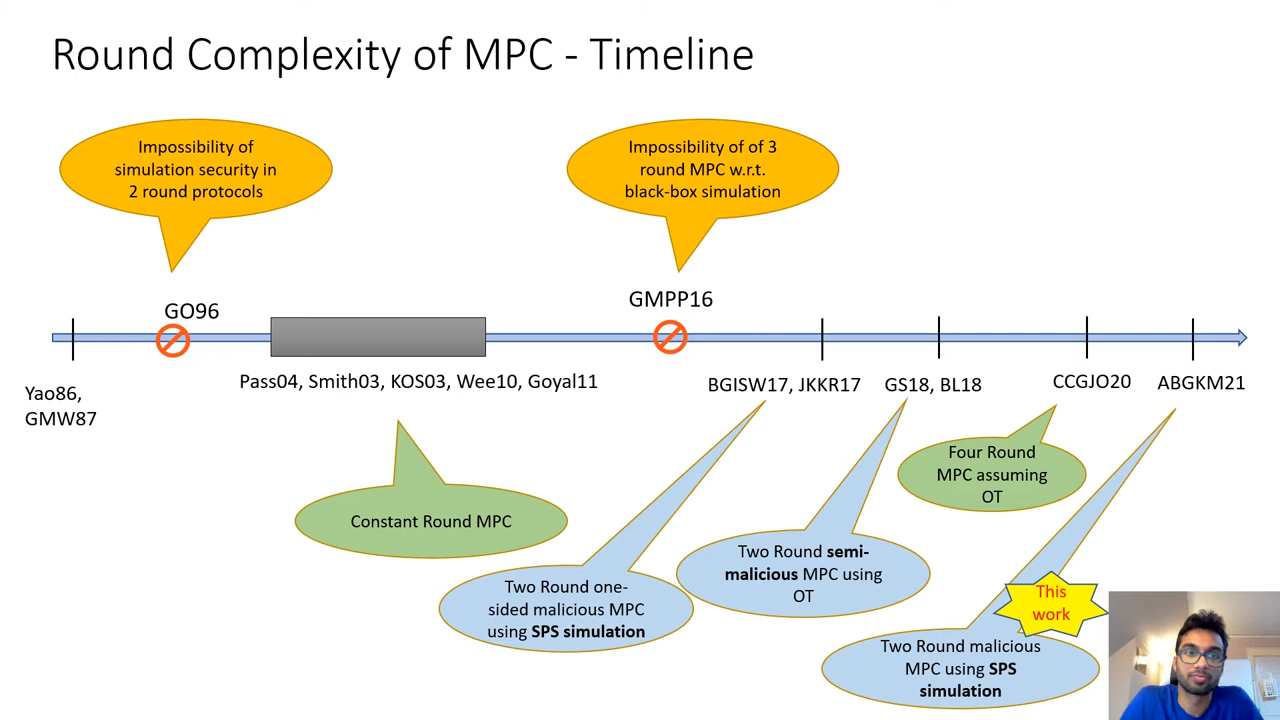 Round Complexity of MPC - Timeline
Impossibility of
simulation security in
2 round protocols
Impossibility of of 3
round MPC w.r.t.
black-box simulation
GO96
GMPP16
Yao86,
GMW87
Pass04, Smith03, KOS03, Wee10, Goyal11
BGISW17, JKKR17
GS18, BL18
CCGJO20
ABGKM21
Constant Round MPC
Two Round one-
sided malicious MPC
using SPS simulation
Two Round semi-
malicious MPC using
OT
Four Round
MPC assuming
OT
This
work
Two Round malicious
MPC using SPS
simulation